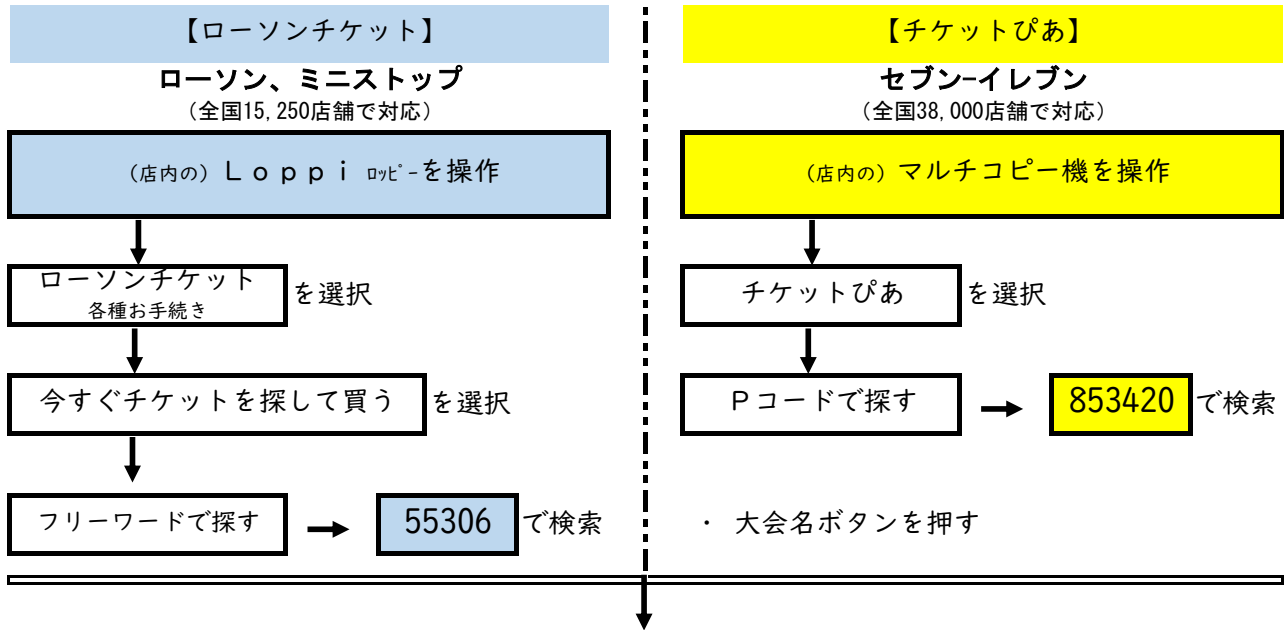 【ローソンチケット】
ローソン、ミニストップ
（全国15,250店舗で対応）
（店内の）Ｌｏｐｐｉ ﾛｯﾋﾟｰを操作
ローソンチケット
各種お手続き
を選択
今すぐチケットを探して買う を選択
フリーワードで探す 55306 で検索
【チケットぴあ】
セブン-イレブン
（全国38,000店舗で対応）
（店内の）マルチコピー機を操作
チケットぴあ を選択
Ｐコードで探す 853420 で検索
・ 大会名ボタンを押す